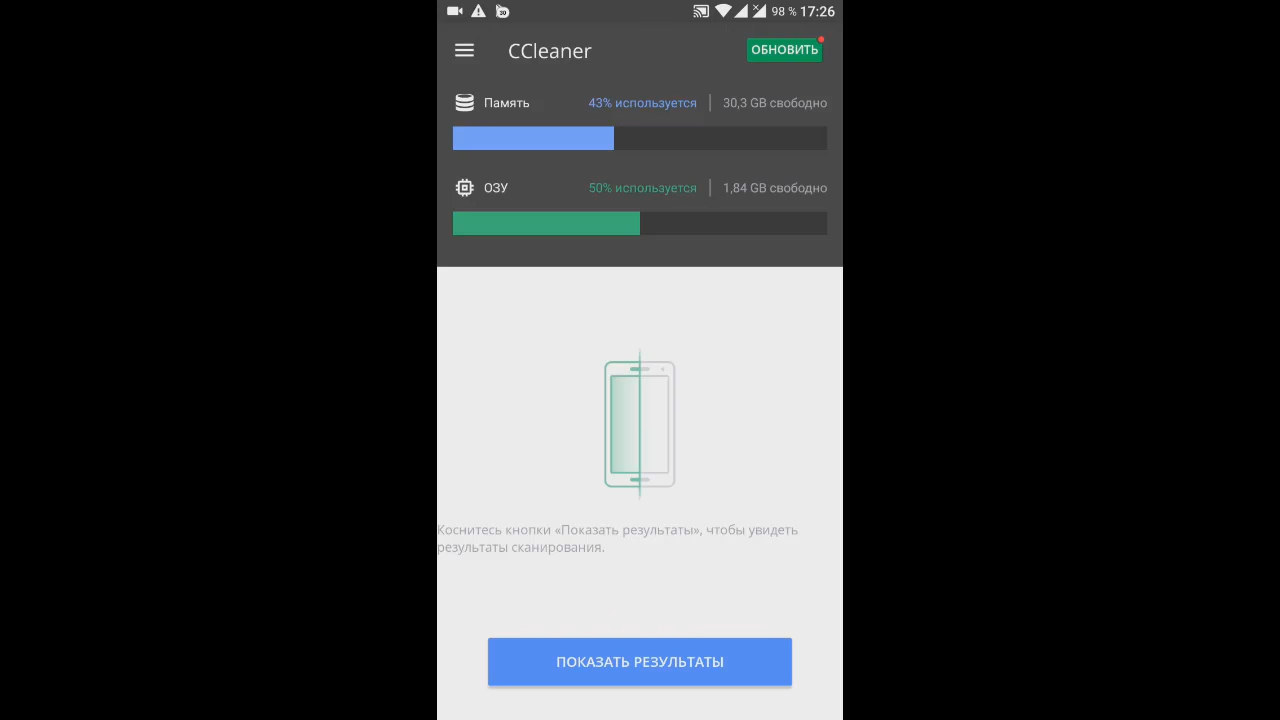 30 98 % 17:26
CCleaner ОБНОВИТЬ
Память 43% используется 30,3 GB свободно
ОЗУ 50% используется 1,84 GB свободно
Коснитесь кнопки «Показать результаты», чтобы увидеть
результаты сканирования.
ПОКАЗАТЬ РЕЗУЛЬТАТЫ